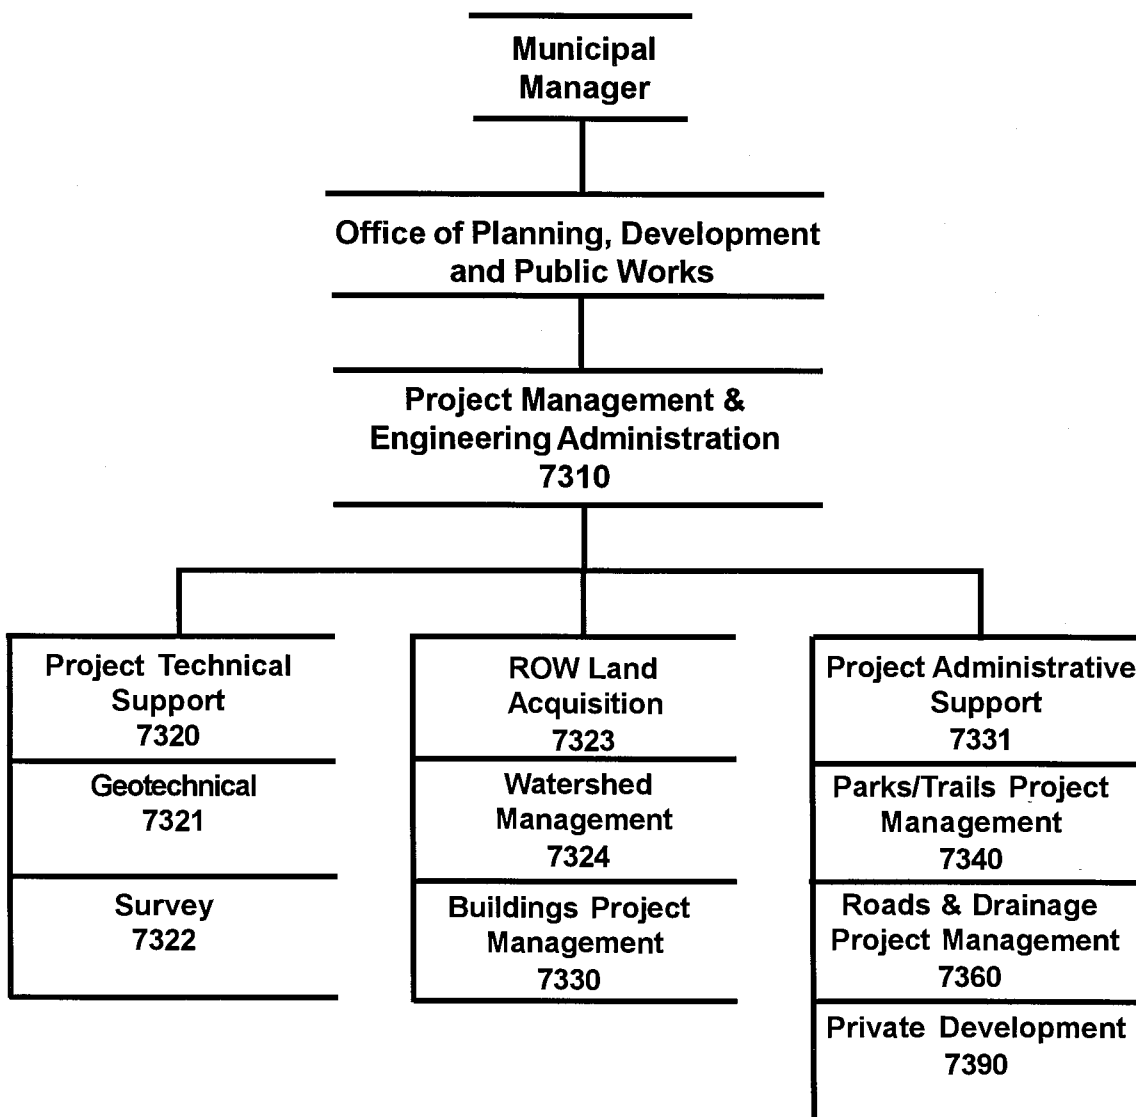 Municipal
Manager
Office of Planning, Development
and Public Works
Project Management &
Engineering Administration
7310
Project Technical
Support
7320
Geotechnical
7321
Survey
7322
ROW Land
Acquisition
7323
Watershed
Management
7324
Buildings Project
Management
7330
Project Administrative
Support
7331
Parks/Trails Project
Management
7340
Roads & Drainage
Project Management
7360
Private Development
7390